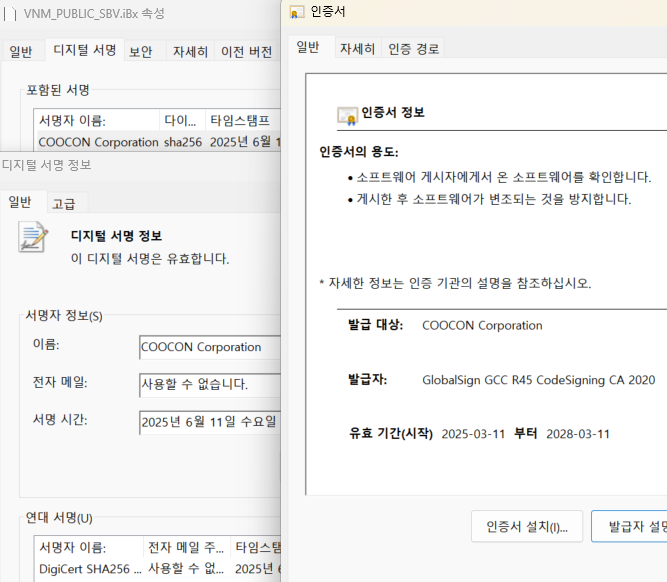 VNM_PUBLIC_SBV.iBx 속성
일반 디지털 서명 보안 자세히 이전 버전
포함된 서명
서명자 이름: 다이... 타임스탬프
COOCON Corporation sha256 2025년 6월 1
디지털 서명 정보
일반 고급
디지털 서명 정보
이 디지털 서명은 유효합니다.
서명자 정보(S)
이름: COOCON Corporation
전자 메일: 사용할 수 없습니다.
서명 시간: 2025년 6월 11일 수요일
연대 서명(U)
서명자 이름: 전자 메일 주... 타임스탬
DigiCert SHA256 ... 사용할 수 없... 2025년 6
인증서
일반 자세히 인증 경로
인증서 정보
인증서의 용도:
• 소프트웨어 게시자에게서 온 소프트웨어를 확인합니다.
• 게시한 후 소프트웨어가 변조되는 것을 방지합니다.
* 자세한 정보는 인증 기관의 설명을 참조하십시오.
발급 대상: COOCON Corporation
발급자: GlobalSign GCC R45 CodeSigning CA 2020
유효 기간(시작) 2025-03-11 부터 2028-03-11
인증서 설치(I)... 발급자 설명